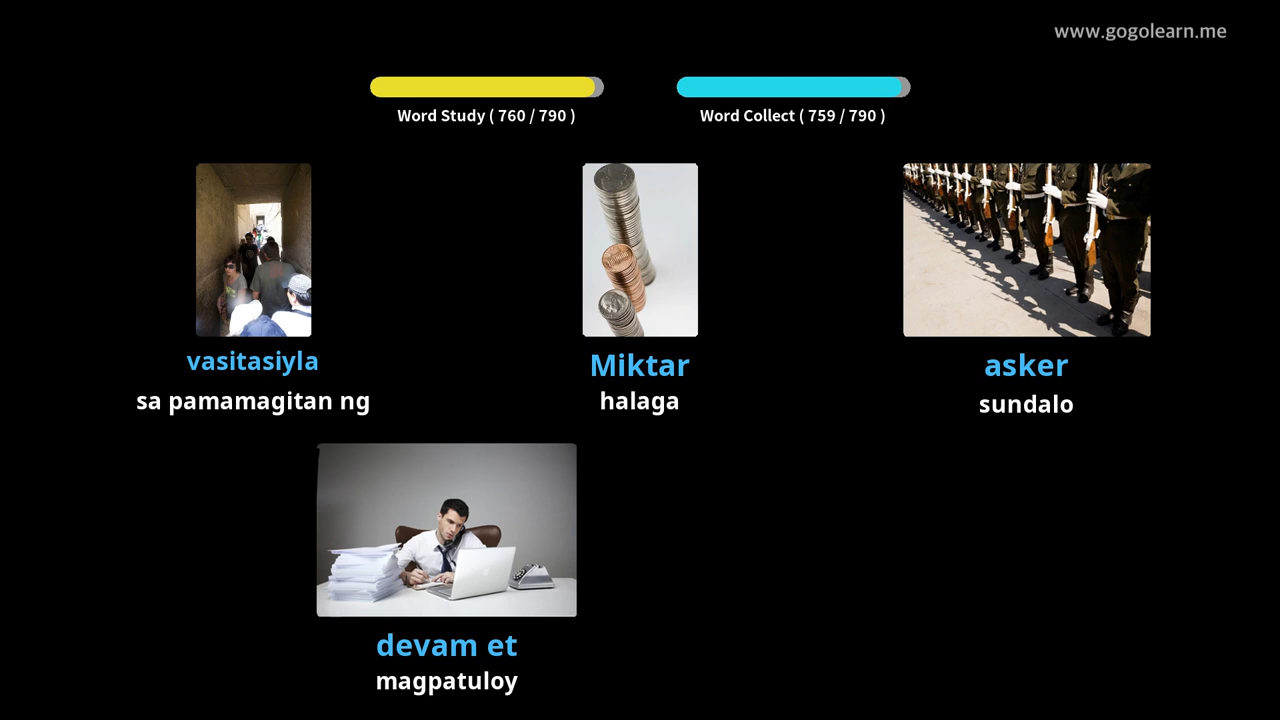 www.gogolearn.me
Word Study ( 760 / 790 )
Word Collect ( 759 / 790 )
vasitasiyla
sa pamamagitan ng
Miktar
halaga
asker
sundalo
devam et
magpatuloy